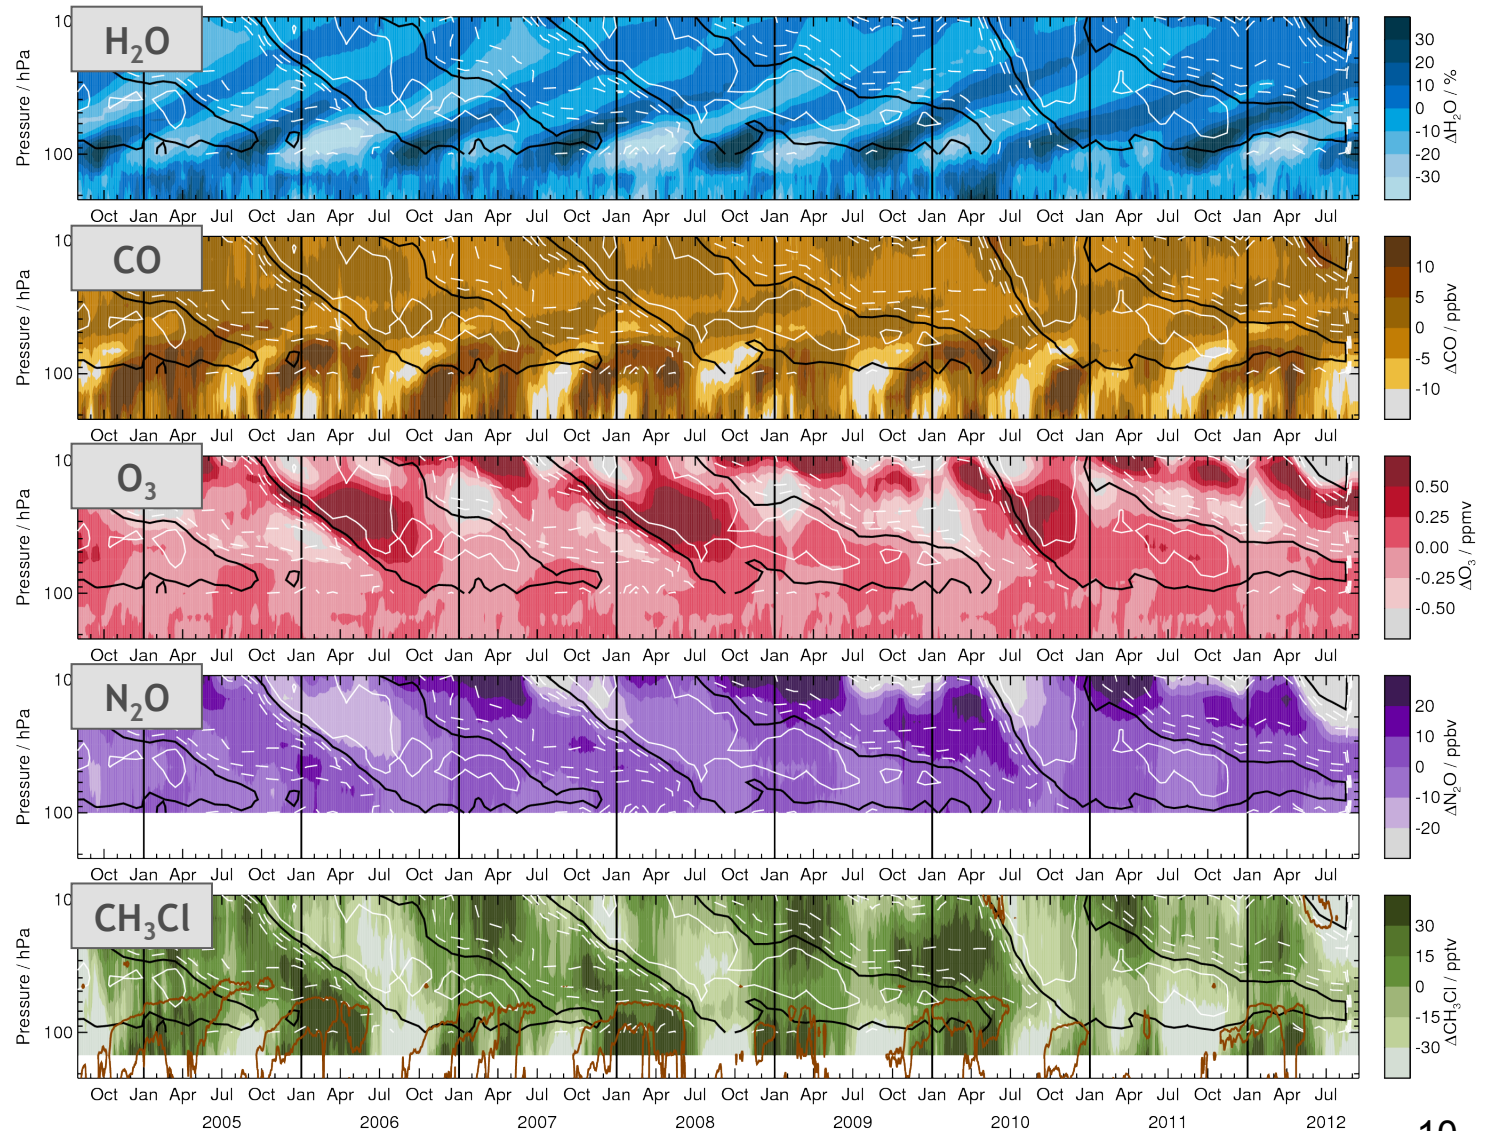 H₂O
Pressure / hPa
10
100
Oct Jan Apr Jul Oct Jan Apr Jul Oct Jan Apr Jul Oct Jan Apr Jul Oct Jan Apr Jul Oct Jan Apr Jul Oct Jan Apr Jul Oct Jan Apr Jul
30
20
10
0
-10
-20
-30
ΔH₂O / %
CO
Pressure / hPa
10
100
Oct Jan Apr Jul Oct Jan Apr Jul Oct Jan Apr Jul Oct Jan Apr Jul Oct Jan Apr Jul Oct Jan Apr Jul Oct Jan Apr Jul Oct Jan Apr Jul
10
5
0
-5
-10
ΔCO / ppbv
O₃
Pressure / hPa
10
100
Oct Jan Apr Jul Oct Jan Apr Jul Oct Jan Apr Jul Oct Jan Apr Jul Oct Jan Apr Jul Oct Jan Apr Jul Oct Jan Apr Jul Oct Jan Apr Jul
0.50
0.25
0.00
-0.25
-0.50
ΔO₃ / ppmv
N₂O
Pressure / hPa
10
100
Oct Jan Apr Jul Oct Jan Apr Jul Oct Jan Apr Jul Oct Jan Apr Jul Oct Jan Apr Jul Oct Jan Apr Jul Oct Jan Apr Jul Oct Jan Apr Jul
20
10
0
-10
-20
ΔN₂O / ppbv
CH₃Cl
Pressure / hPa
10
100
Oct Jan Apr Jul Oct Jan Apr Jul Oct Jan Apr Jul Oct Jan Apr Jul Oct Jan Apr Jul Oct Jan Apr Jul Oct Jan Apr Jul Oct Jan Apr Jul
2005 2006 2007 2008 2009 2010 2011 2012
30
15
0
-15
-30
ΔCH₃Cl / pptv